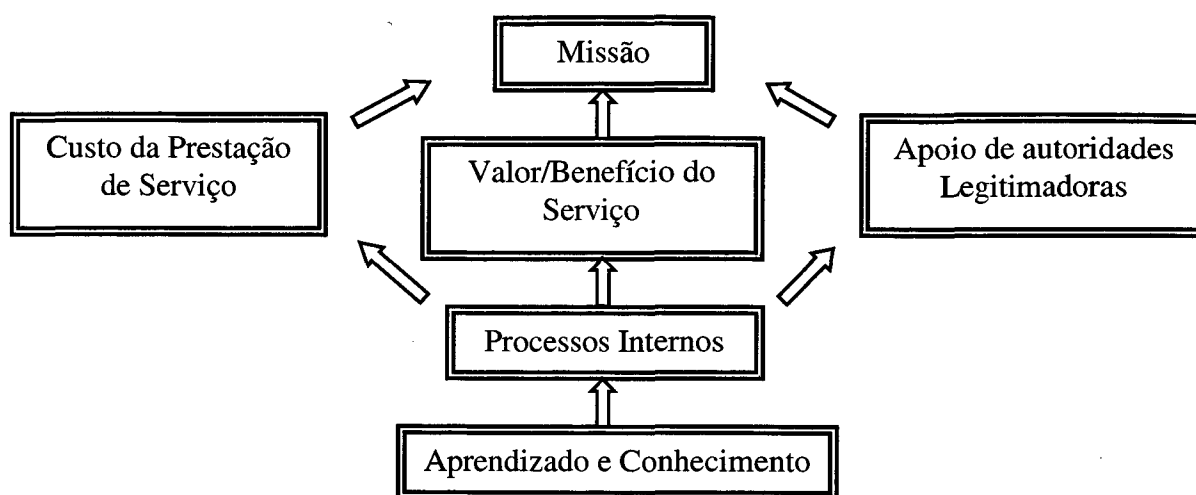 Missão
Custo da Prestação
de Serviço
Valor/Benefício do
Serviço
Apoio de autoridades
Legitimadoras
Processos Internos
Aprendizado e Conhecimento